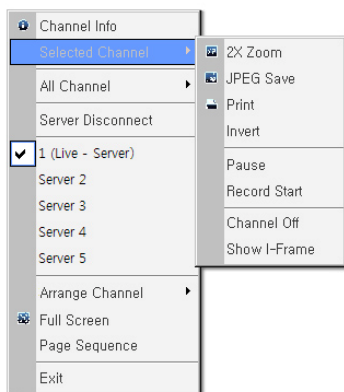 Channel Info
Selected Channel
All Channel
Server Disconnect
1 (Live - Server)
Server 2
Server 3
Server 4
Server 5
Arrange Channel
Full Screen
Page Sequence
Exit
2X Zoom
JPEG Save
Print
Invert
Pause
Record Start
Channel Off
Show I-Frame